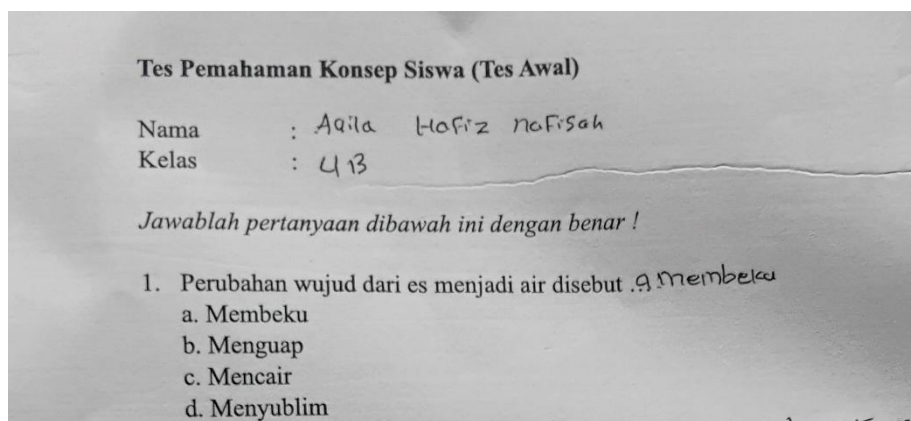 Tes Pemahaman Konsep Siswa (Tes Awal)
Nama : Aqila Hafiz nafisah
Kelas : 4B
Jawablah pertanyaan dibawah ini dengan benar !
1. Perubahan wujud dari es menjadi air disebut .a. membeku
a. Membeku
b. Menguap
c. Mencair
d. Menyublim